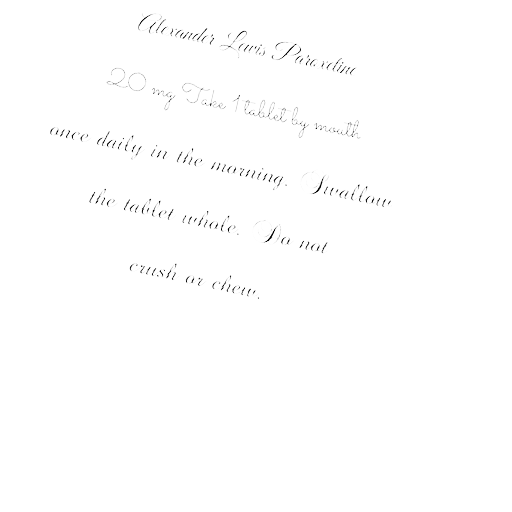 Alexander Lewis Paroxetine
20 mg Take 1 tablet by mouth
once daily in the morning. Swallow
the tablet whole. Do not
crush or chew.